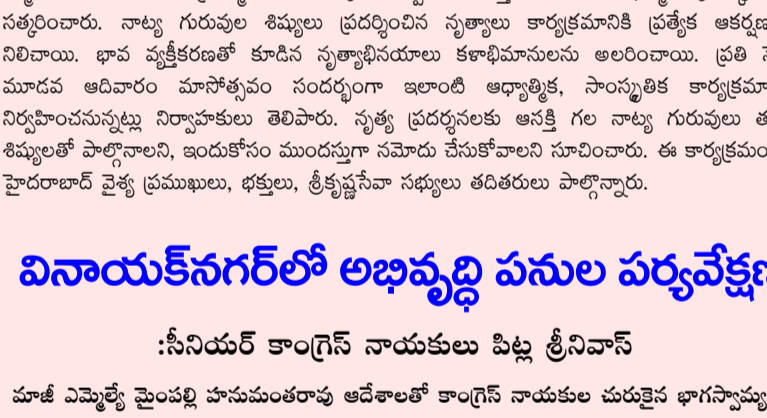 సత్కరించారు. నాట్య గురువుల శిష్యులు ప్రదర్శించిన నృత్యాలు కార్యక్రమానికి ప్రత్యేక ఆకర్షణ
నిలిచాయి. భావ వ్యక్తీకరణతో కూడిన నృత్యాభినయాలు కళాభిమానులను అలరించాయి. ప్రతి
మూడవ ఆదివారం మాసోత్సవం సందర్భంగా ఇలాంటి ఆధ్యాత్మిక, సాంస్కృతిక కార్యక్రమా
నిర్వహించనున్నట్లు నిర్వాహకులు తెలిపారు. నృత్య ప్రదర్శనలకు ఆసక్తి గల నాట్య గురువులు త
శిష్యులతో పాల్గొనాలని, ఇందుకోసం ముందస్తుగా నమోదు చేసుకోవాలని సూచించారు. ఈ కార్యక్రమం
హైదరాబాద్ వైశ్య ప్రముఖులు, భక్తులు, శ్రీకృష్ణసేవా సభ్యులు తదితరులు పాల్గొన్నారు.
వినాయక్‌నగర్‌లో అభివృద్ధి పనుల పర్యవేక్షణ
:సీనియర్ కాంగ్రెస్ నాయకులు పిట్ల శ్రీనివాస్
మాజీ ఎమ్మెల్యే మైంపల్లి హనుమంతరావు ఆదేశాలతో కాంగ్రెస్ నాయకుల చురుకైన భాగస్వామ్య